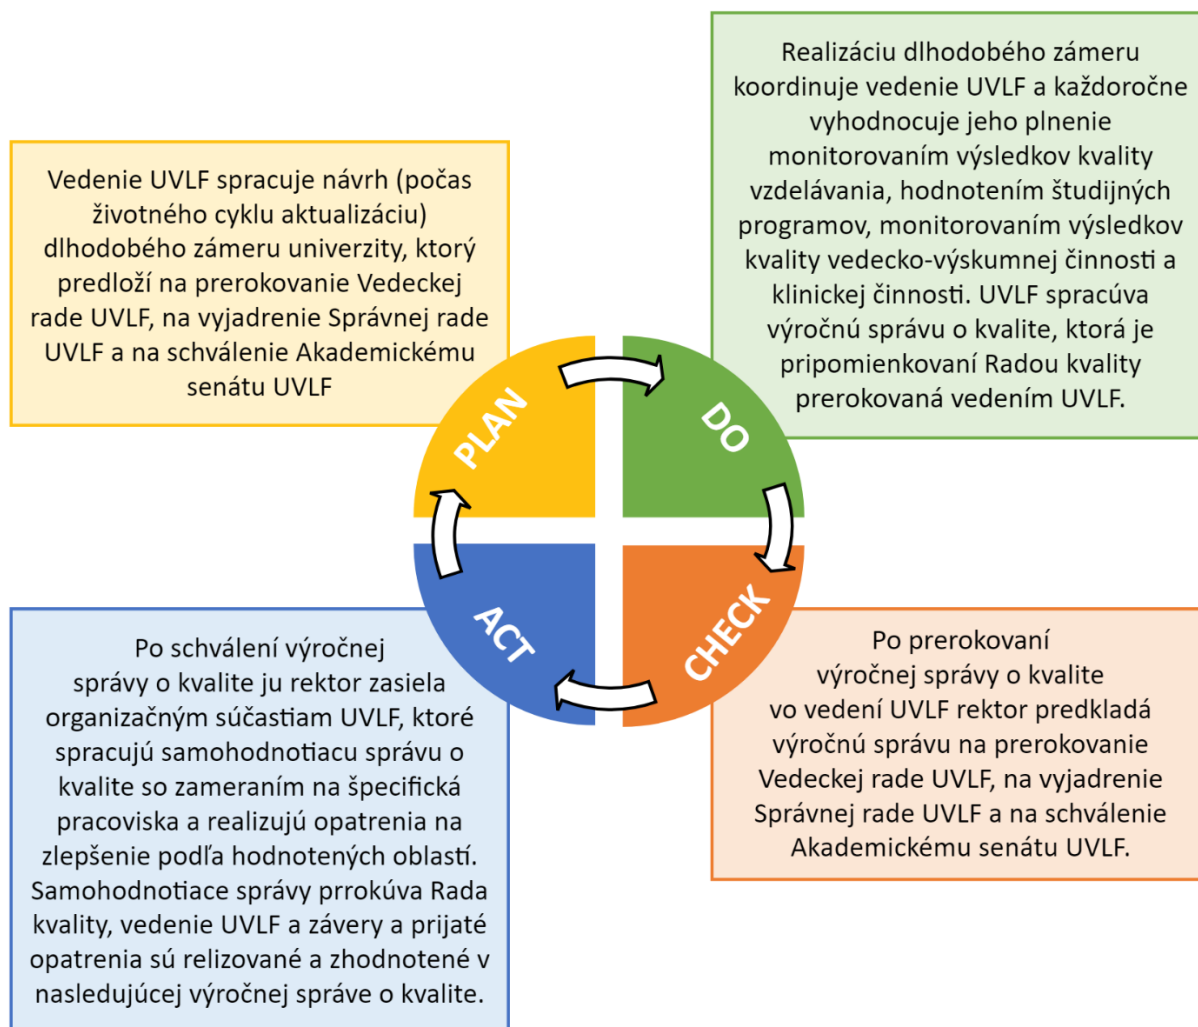 Vedenie UVLF spracuje návrh (počas
životného cyklu aktualizáciu)
dlhodobého zámeru univerzity, ktorý
predloží na prerokovanie Vedeckej
rade UVLF, na vyjadrenie Správnej rade
UVLF a na schválenie Akademickému
senátu UVLF
Realizáciu dlhodobého zámeru
koordinuje vedenie UVLF a každoročne
vyhodnocuje jeho plnenie
monitorovaním výsledkov kvality
vzdelávania, hodnotením študijných
programov, monitorovaním výsledkov
kvality vedecko-výskumnej činnosti a
klinickej činnosti. UVLF spracúva
výročnú správu o kvalite, ktorá je
pripomienkovaní Radou kvality
prerokovaná vedením UVLF.
PLAN
DO
ACT
CHECK
Po schválení výročnej
správy o kvalite ju rektor zasiela
organizačným súčastiam UVLF, ktoré
spracujú samohodnotiacu správu o
kvalite so zameraním na špecifická
pracoviska a realizujú opatrenia na
zlepšenie podľa hodnotených oblastí.
Samohodnotiace správy prrokúva Rada
kvality, vedenie UVLF a závery a prijaté
opatrenia sú relizované a zhodnotené v
nasledujúcej výročnej správe o kvalite.
Po prerokovaní
výročnej správy o kvalite
vo vedení UVLF rektor predkladá
výročnú správu na prerokovanie
Vedeckej rade UVLF, na vyjadrenie
Správnej rade UVLF a na schválenie
Akademickému senátu UVLF.